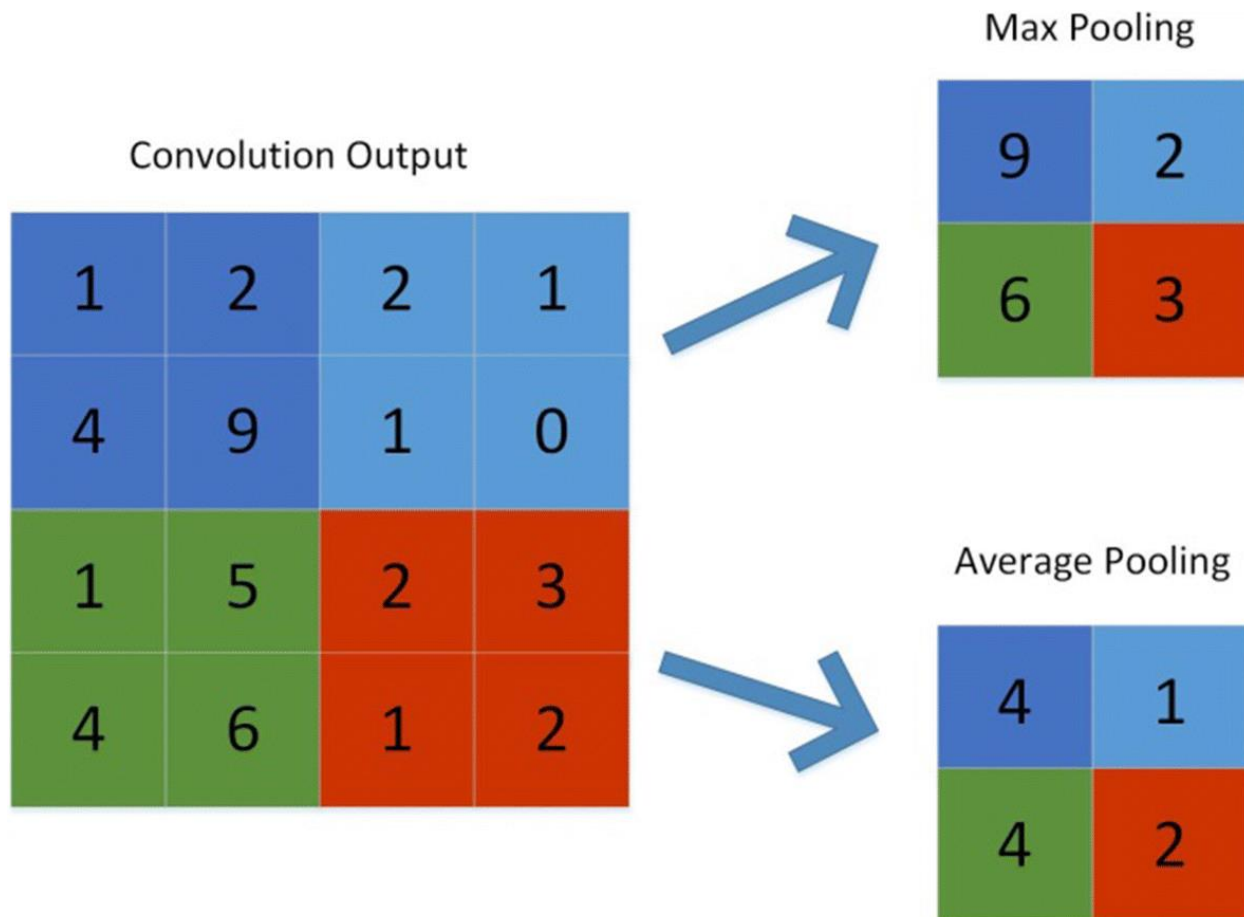 Max Pooling
9 2
6 3
Convolution Output
1 2 2 1
4 9 1 0
1 5 2 3
4 6 1 2
Average Pooling
4 1
4 2